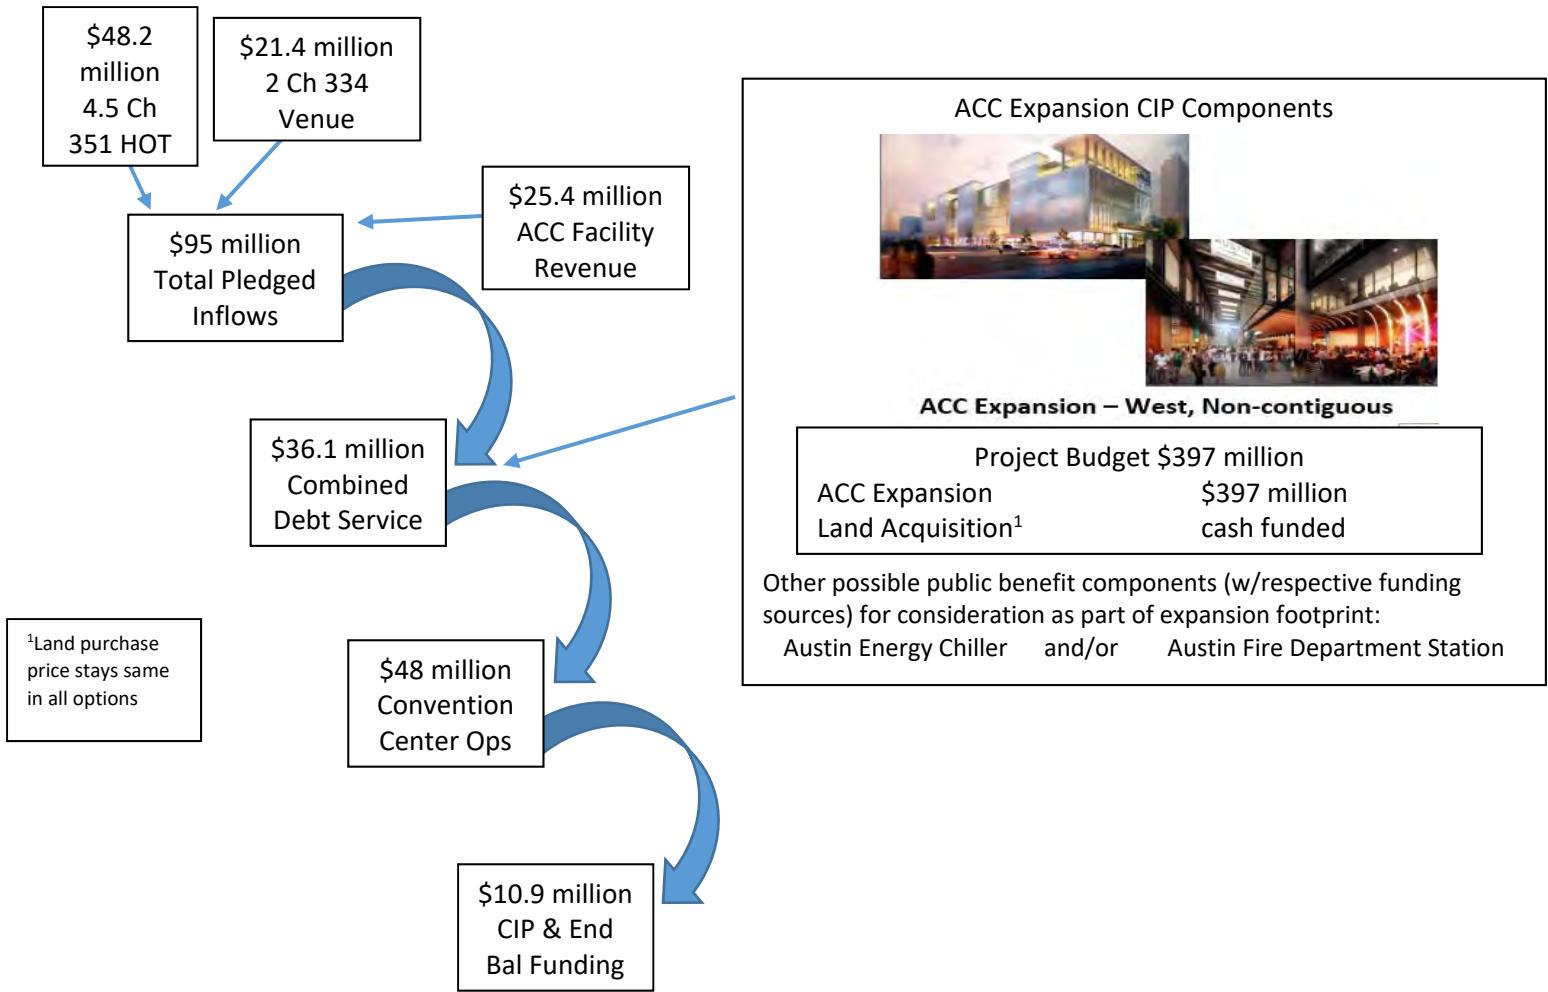 $48.2
million
4.5 Ch
351 HOT
$21.4 million
2 Ch 334
Venue
$25.4 million
ACC Facility
Revenue
$95 million
Total Pledged
Inflows
$36.1 million
Combined
Debt Service
$48 million
Convention
Center Ops
$10.9 million
CIP & End
Bal Funding
¹Land purchase
price stays same
in all options
ACC Expansion CIP Components
ACC Expansion – West, Non-contiguous
Project Budget $397 million
ACC Expansion $397 million
Land Acquisition¹ cash funded
Other possible public benefit components (w/respective funding
sources) for consideration as part of expansion footprint:
Austin Energy Chiller and/or Austin Fire Department Station